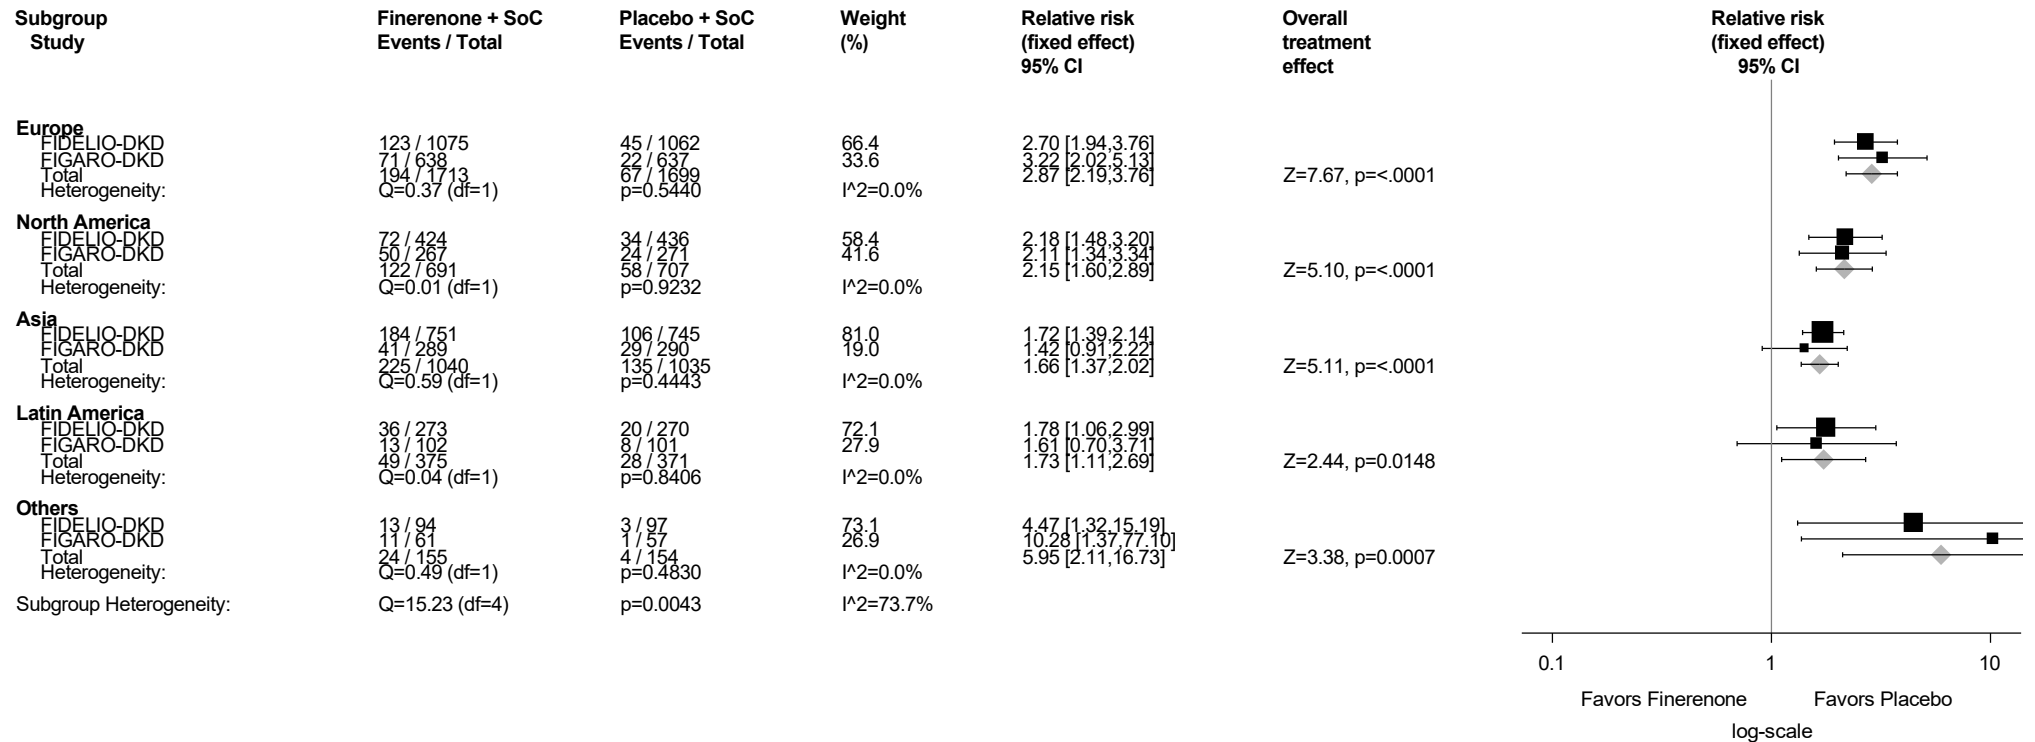 Subgroup Finerenone + SoC Placebo + SoC Weight Relative risk Overall Relative risk
Study Events / Total Events / Total (%) (fixed effect) treatment (fixed effect)
95% CI effect 95% CI
Europe
FIDELIO-DKD 123 / 1075 45 / 1062 66.4 2.70 [1.94,3.76]
FIGARO-DKD 71 / 638 22 / 637 33.6 3.22 [2.02,5.13]
Total 194 / 1713 67 / 1699 2.87 [2.19,3.76] Z=7.67, p=<.0001
Heterogeneity: Q=0.37 (df=1) p=0.5440 I^2=0.0%
North America
FIDELIO-DKD 72 / 424 34 / 436 58.4 2.18 [1.48,3.20]
FIGARO-DKD 50 / 267 24 / 271 41.6 2.11 [1.34,3.34]
Total 122 / 691 58 / 707 2.15 [1.60,2.89] Z=5.10, p=<.0001
Heterogeneity: Q=0.01 (df=1) p=0.9232 I^2=0.0%
Asia
FIDELIO-DKD 184 / 751 106 / 745 81.0 1.72 [1.39,2.14]
FIGARO-DKD 41 / 289 29 / 290 19.0 1.42 [0.91,2.22]
Total 225 / 1040 135 / 1035 1.66 [1.37,2.02] Z=5.11, p=<.0001
Heterogeneity: Q=0.59 (df=1) p=0.4443 I^2=0.0%
Latin America
FIDELIO-DKD 36 / 273 20 / 270 72.1 1.78 [1.06,2.99]
FIGARO-DKD 13 / 102 8 / 101 27.9 1.61 [0.70,3.71]
Total 49 / 375 28 / 371 1.73 [1.11,2.69] Z=2.44, p=0.0148
Heterogeneity: Q=0.04 (df=1) p=0.8406 I^2=0.0%
Others
FIDELIO-DKD 13 / 94 3 / 97 73.1 4.47 [1.32,15.19]
FIGARO-DKD 11 / 61 1 / 57 26.9 10.28 [1.37,77.10]
Total 24 / 155 4 / 154 5.95 [2.11,16.73] Z=3.38, p=0.0007
Heterogeneity: Q=0.49 (df=1) p=0.4830 I^2=0.0%
Subgroup Heterogeneity: Q=15.23 (df=4) p=0.0043 I^2=73.7%
0.1 1 10
Favors Finerenone Favors Placebo
log-scale